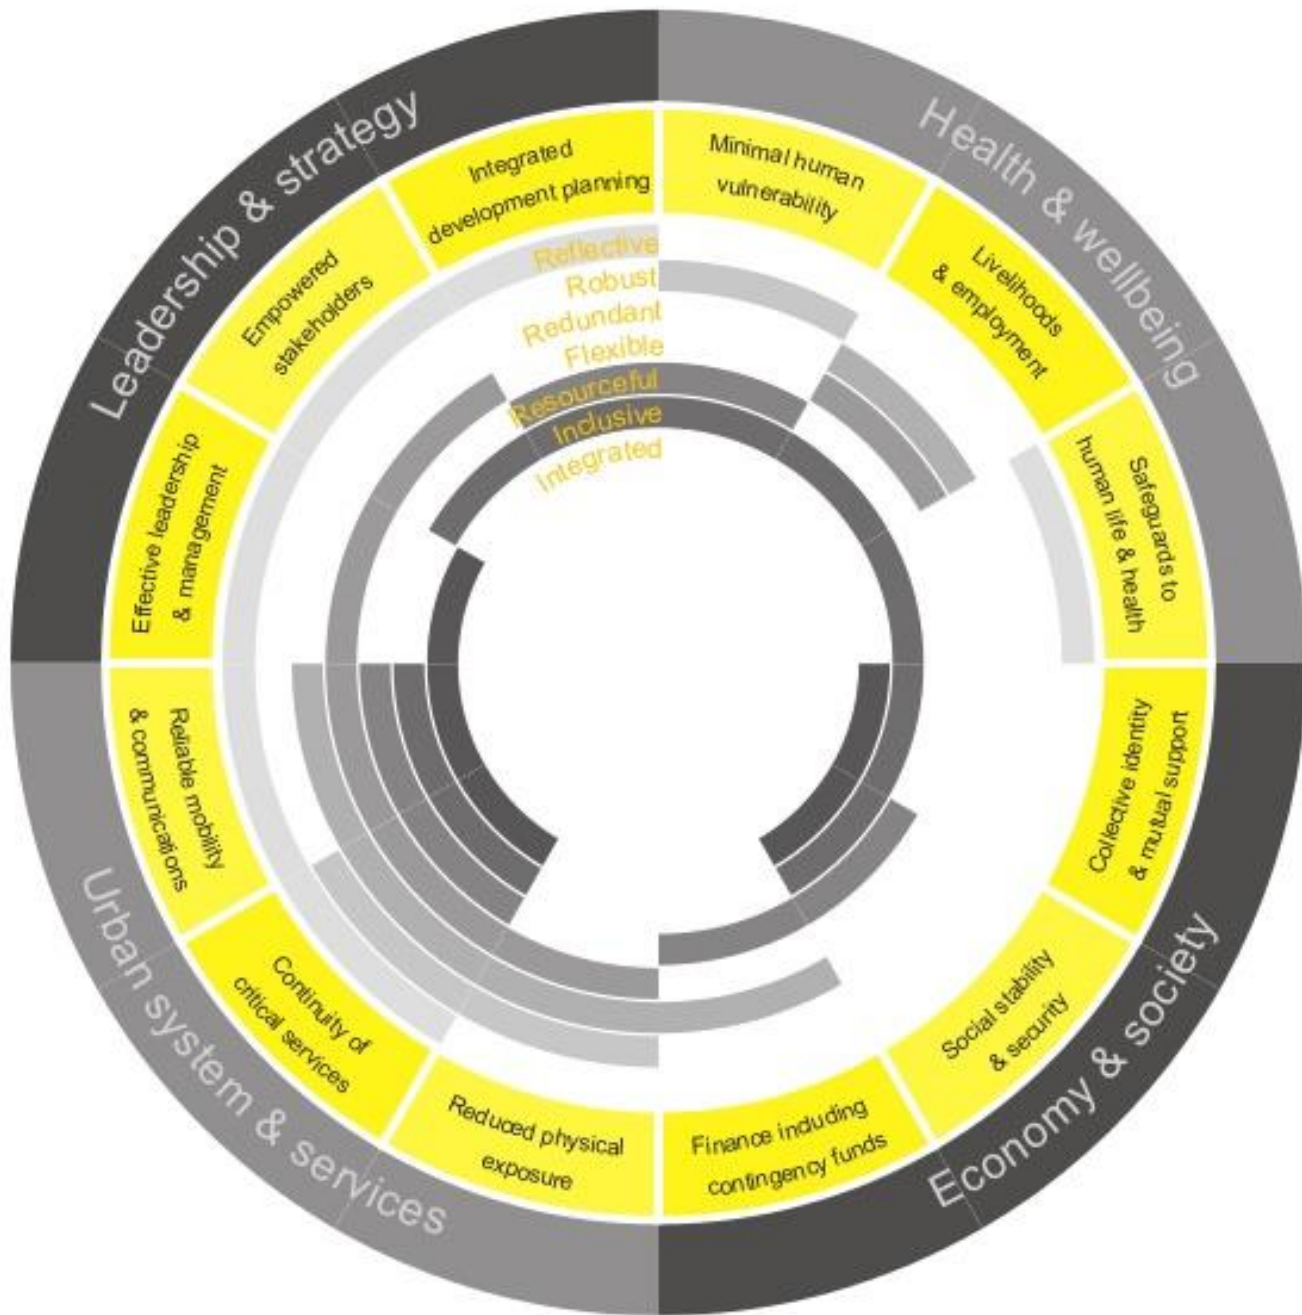 Leadership & strategy
Health & wellbeing
Economy & society
Urban system & services
Integrated
development planning
Minimal human
vulnerability
Livelihoods
& employment
Safeguards to
human life & health
Collective identity
& mutual support
Social stability
& security
Finance including
contingency funds
Reduced physical
exposure
Continuity of
critical services
Reliable mobility
& communications
Effective leadership
& management
Empowered
stakeholders
Reflective
Robust
Redundant
Flexible
Resourceful
Inclusive
Integrated